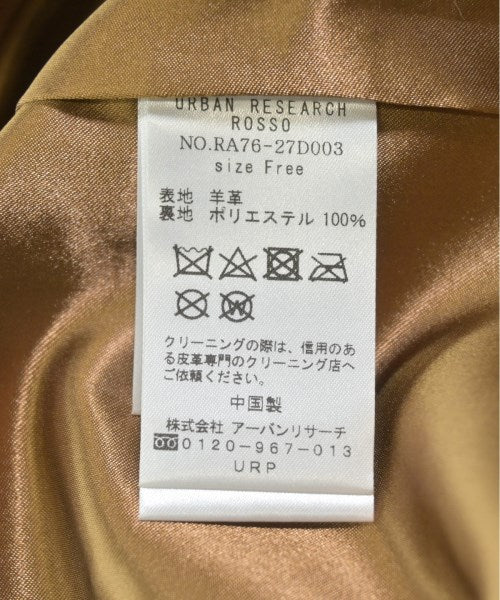 URBAN RESEARCH
ROSSO
NO.RA76-27D003
size Free
表地 羊革
裏地 ポリエステル 100%
W
クリーニングの際は、信用のあ
る皮革専門のクリーニング店へ
ご依頼ください。
中国製
株式会社 アーバンリサーチ
0120-967-013
URP